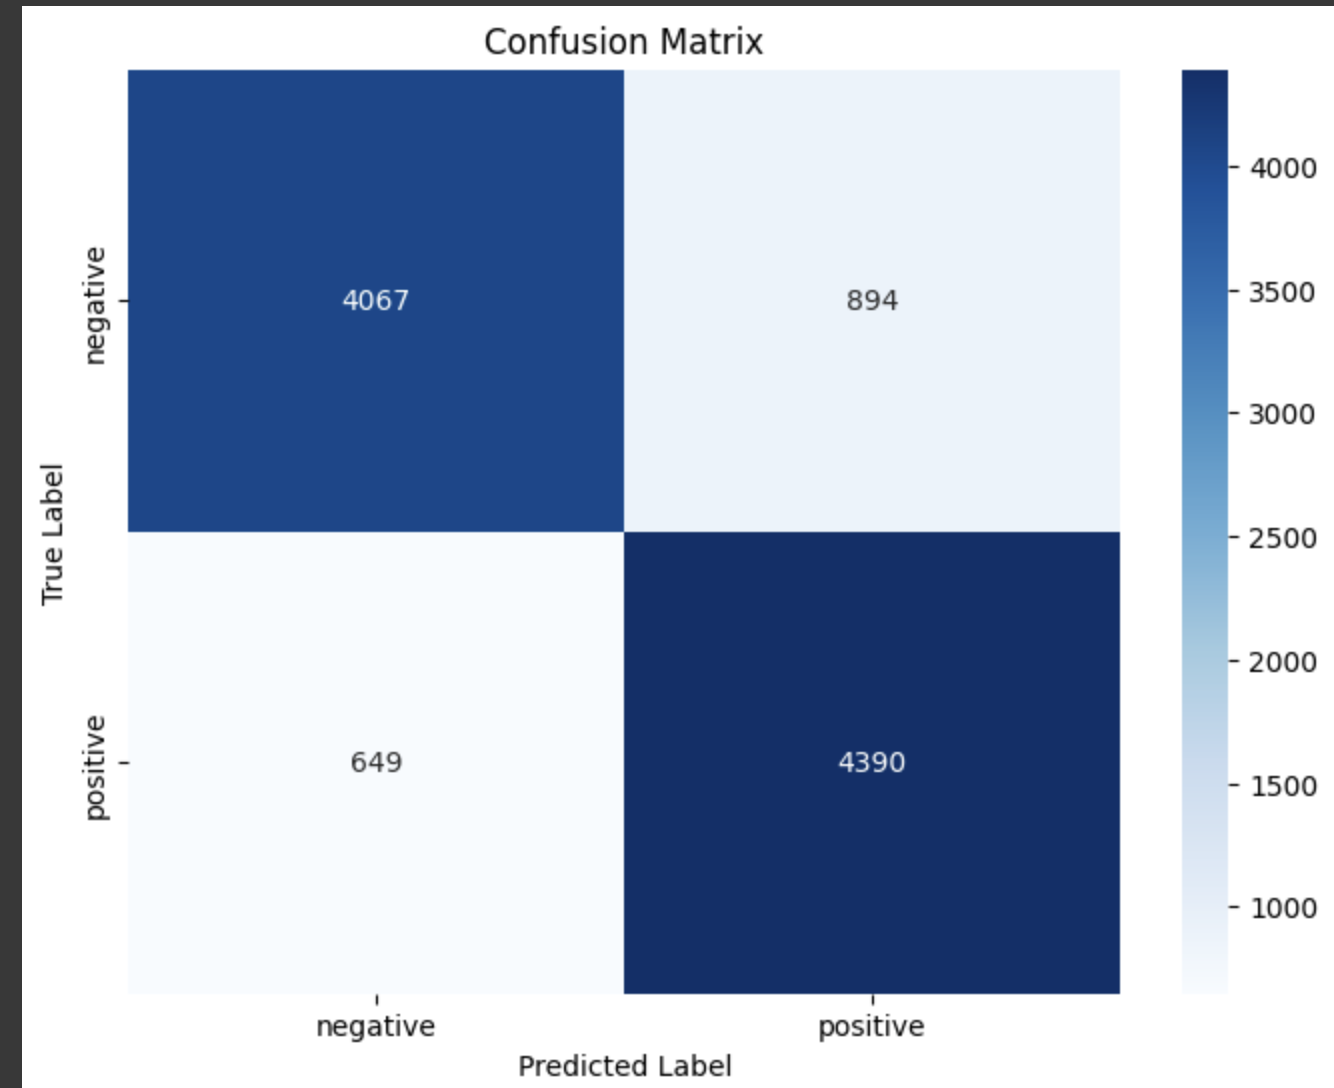 Confusion Matrix
True Label
negative
positive
4067
894
649
4390
negative
positive
Predicted Label
4000
3500
3000
2500
2000
1500
1000